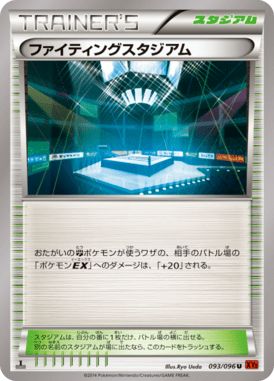 TRAINER'S
スタジアム
ファイティングスタジアム
おたがいの闘ポケモンが使うワザの、相手のバトル場の
「ポケモンEX」へのダメージは、「+20」される。
スタジアムは、自分の番に1枚だけ、バトル場の横に出せる。
別の名前のスタジアムが場に出たなら、このカードをトラッシュする。
Illus.Ryo Ueda
093/096 U
XY3
©2014 Pokémon/Nintendo/Creatures/GAME FREAK.